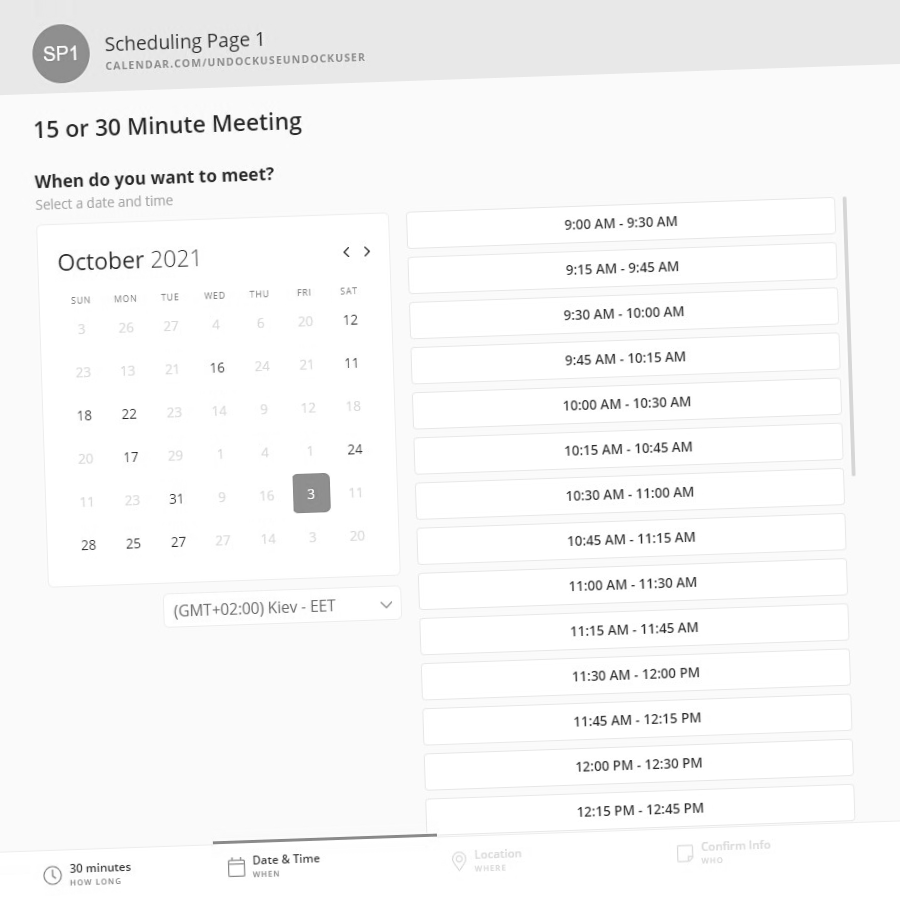 SP1
Scheduling Page 1
CALENDAR.COM/UNDOCKUSEUNDOCKUSER
15 or 30 Minute Meeting
When do you want to meet?
Select a date and time
October 2021
SUN MON TUE WED THU FRI SAT
3 26 27 4 6 20 12
23 13 21 16 24 21 11
18 22 23 14 9 12 18
20 17 29 1 4 1 24
11 23 31 9 16 3 11
28 25 27 27 14 3 20
(GMT+02:00) Kiev - EET
9:00 AM - 9:30 AM
9:15 AM - 9:45 AM
9:30 AM - 10:00 AM
9:45 AM - 10:15 AM
10:00 AM - 10:30 AM
10:15 AM - 10:45 AM
10:30 AM - 11:00 AM
10:45 AM - 11:15 AM
11:00 AM - 11:30 AM
11:15 AM - 11:45 AM
11:30 AM - 12:00 PM
11:45 AM - 12:15 PM
12:00 PM - 12:30 PM
12:15 PM - 12:45 PM
30 minutes
HOW LONG
Date & Time
WHEN
Location
WHERE
Confirm Info
WHO